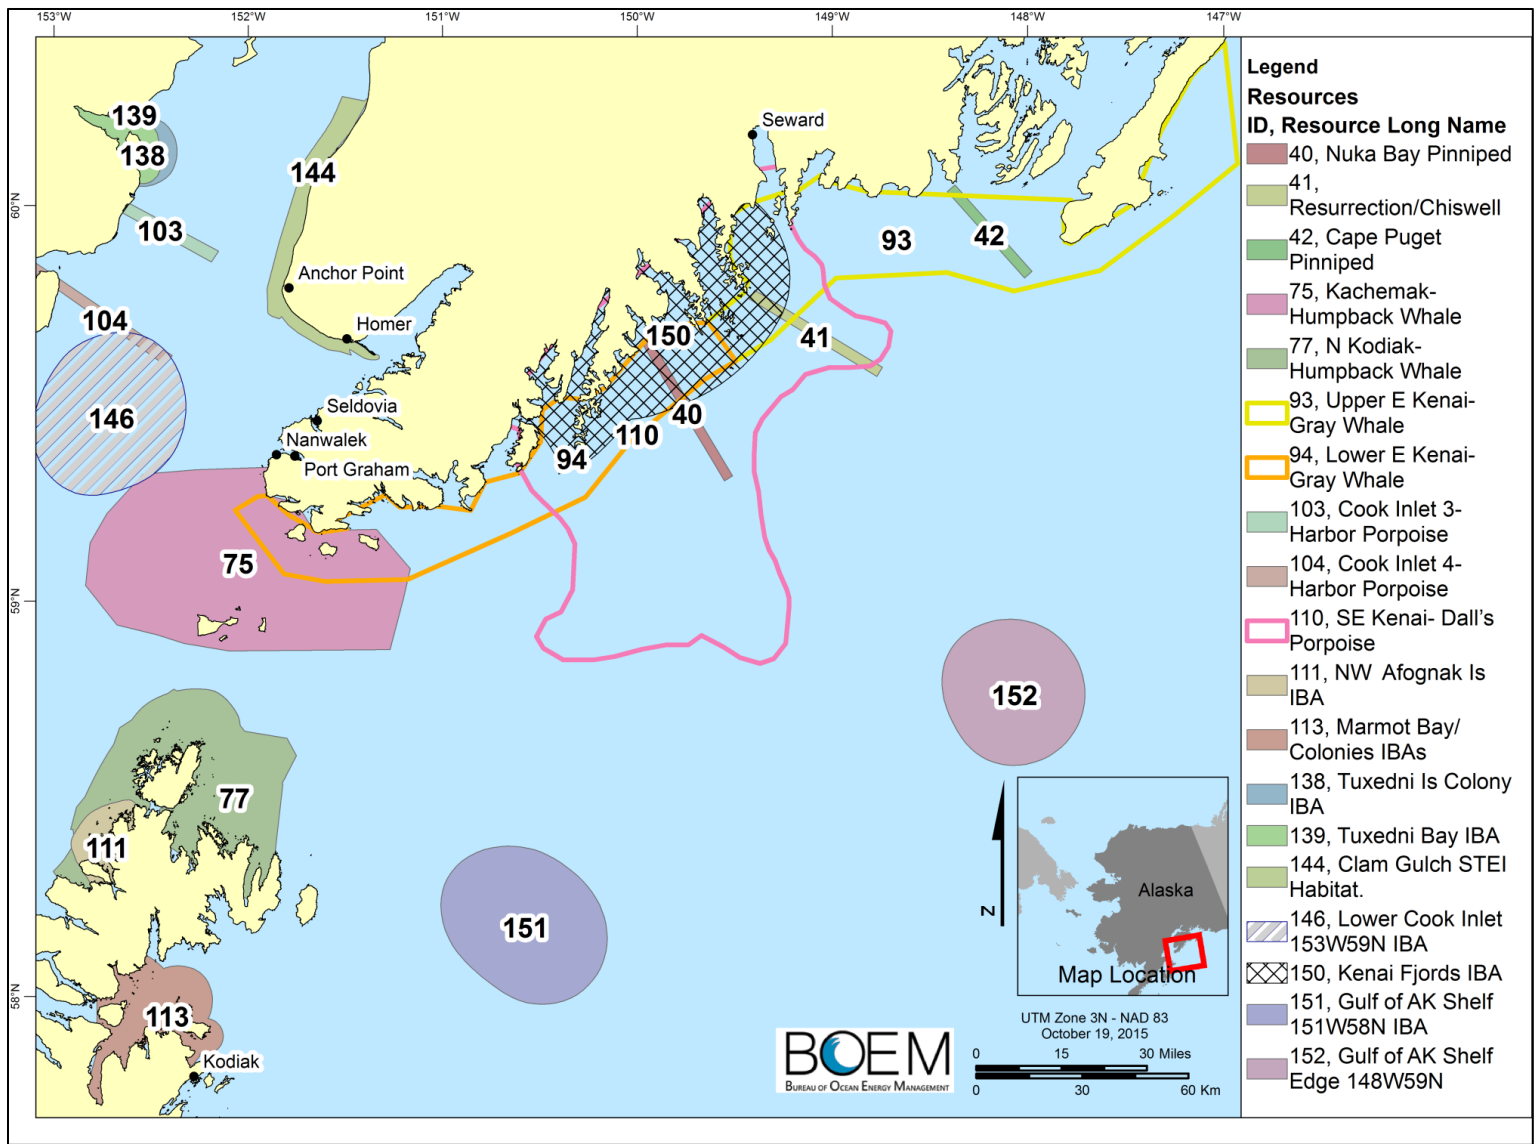 153°W
152°W
151°W
150°W
149°W
148°W
147°W
60°N
59°N
58°N
139
138
144
103
104
146
Seward
Anchor Point
Homer
Seldovia
Nanwalek
Port Graham
93
42
41
150
40
110
94
75
152
77
111
151
113
Kodiak
Legend
Resources
ID, Resource Long Name
40, Nuka Bay Pinniped
41,
Resurrection/Chiswell
42, Cape Puget
Pinniped
75, Kachemak-
Humpback Whale
77, N Kodiak-
Humpback Whale
93, Upper E Kenai-
Gray Whale
94, Lower E Kenai-
Gray Whale
103, Cook Inlet 3-
Harbor Porpoise
104, Cook Inlet 4-
Harbor Porpoise
110, SE Kenai- Dall's
Porpoise
111, NW Afognak Is
IBA
113, Marmot Bay/
Colonies IBAs
138, Tuxedni Is Colony
IBA
139, Tuxedni Bay IBA
144, Clam Gulch STEI
Habitat.
146, Lower Cook Inlet
153W59N IBA
150, Kenai Fjords IBA
151, Gulf of AK Shelf
151W58N IBA
152, Gulf of AK Shelf
Edge 148W59N
N
Alaska
Map Location
UTM Zone 3N - NAD 83
October 19, 2015
0 15 30 Miles
0 30 60 Km
BOEM
BUREAU OF OCEAN ENERGY MANAGEMENT